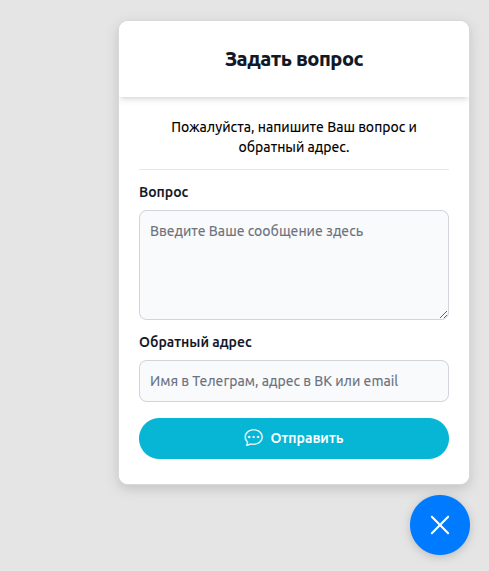 Задать вопрос
Пожалуйста, напишите Ваш вопрос и
обратный адрес.
Вопрос
Введите Ваше сообщение здесь
Обратный адрес
Имя в Телеграм, адрес в ВК или email
Отправить